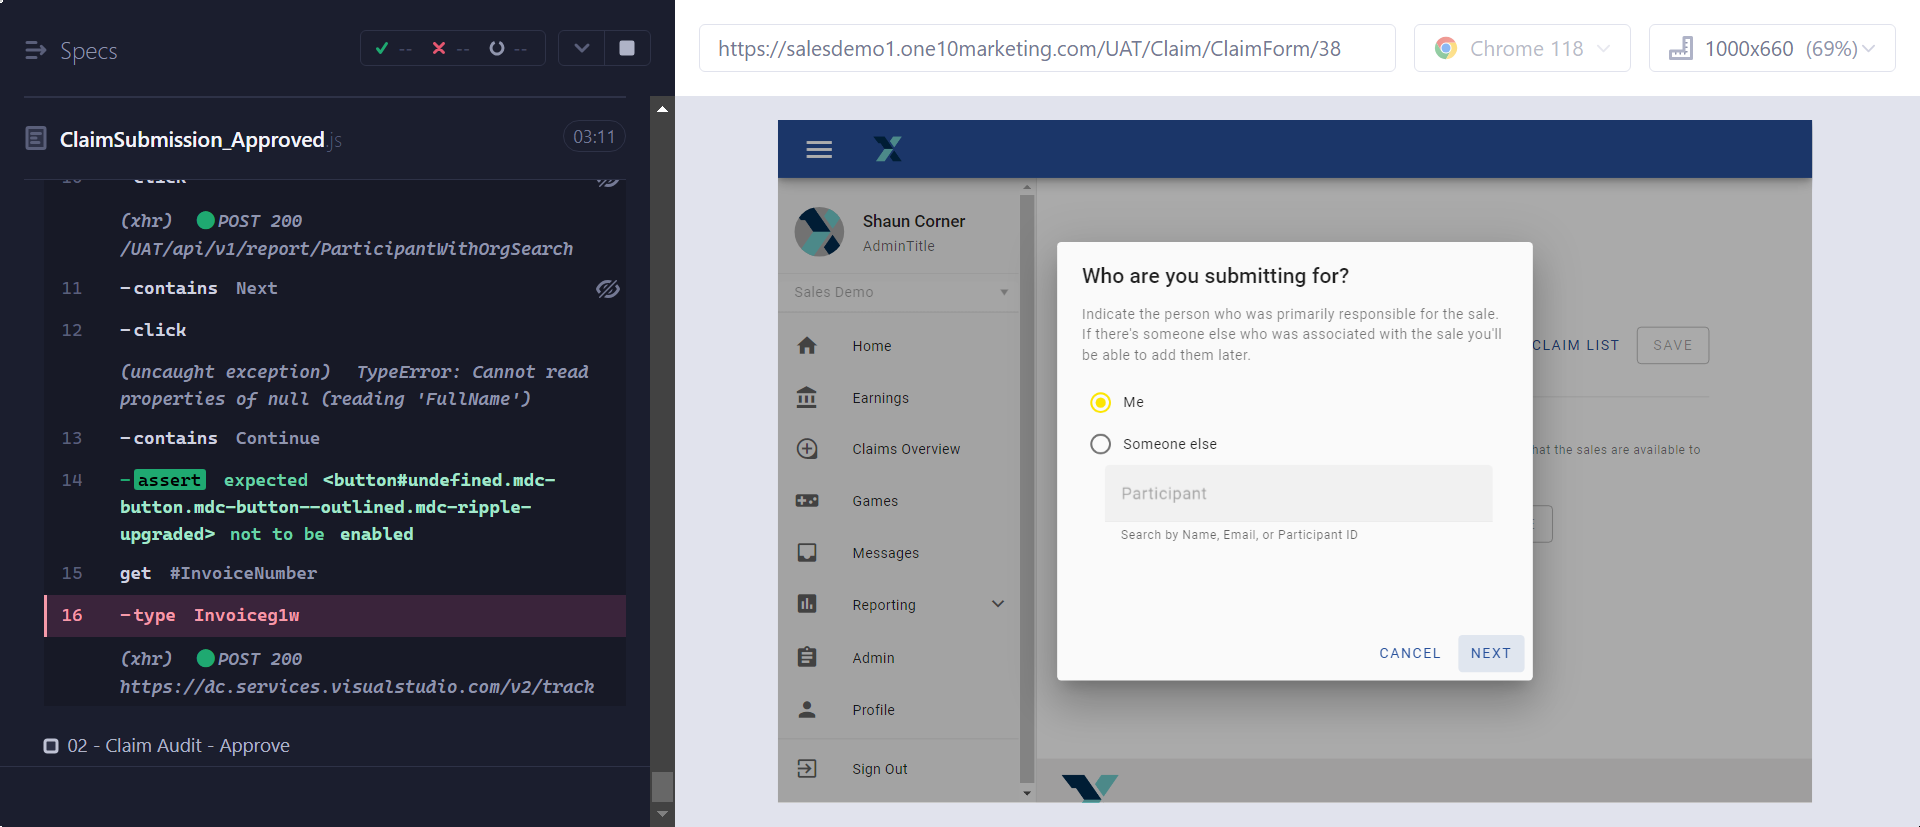 Specs
-- -- --
https://salesdemo1.one10marketing.com/UAT/Claim/ClaimForm/38
Chrome 118
1000x660 (69%)
ClaimSubmission_Approved.js
03:11
10 -click
(xhr) POST 200
/UAT/api/v1/report/ParticipantWithOrgSearch
11 -contains Next
12 -click
(uncaught exception) TypeError: Cannot read
properties of null (reading 'FullName')
13 -contains Continue
14 -assert expected <button#undefined.mdc-
button.mdc-button--outlined.mdc-ripple-
upgraded> not to be enabled
15 get #InvoiceNumber
16 -type Invoiceg1w
(xhr) POST 200
https://dc.services.visualstudio.com/v2/track
02 - Claim Audit - Approve
Shaun Corner
AdminTitle
Sales Demo
Home
Earnings
Claims Overview
Games
Messages
Reporting
Admin
Profile
Sign Out
Who are you submitting for?
Indicate the person who was primarily responsible for the sale.
If there's someone else who was associated with the sale you'll
be able to add them later.
Me
Someone else
Participant
Search by Name, Email, or Participant ID
CANCEL NEXT
CLAIM LIST SAVE
hat the sales are available to